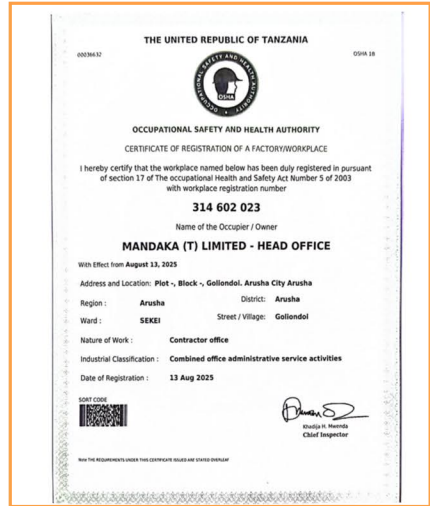 THE UNITED REPUBLIC OF TANZANIA
00036632
OSHA 18
OCCUPATIONAL SAFETY AND HEALTH AUTHORITY
OSHA
OCCUPATIONAL SAFETY AND HEALTH AUTHORITY
CERTIFICATE OF REGISTRATION OF A FACTORY/WORKPLACE
I hereby certify that the workplace named below has been duly registered in pursuant
of section 17 of The occupational Health and Safety Act Number 5 of 2003
with workplace registration number
314 602 023
Name of the Occupier / Owner
MANDAKA (T) LIMITED - HEAD OFFICE
With Effect from August 13, 2025
Address and Location: Plot -, Block -, Goliondol. Arusha City Arusha
Region : Arusha District: Arusha
Ward : SEKEI Street / Village: Goliondol
Nature of Work : Contractor office
Industrial Classification : Combined office administrative service activities
Date of Registration : 13 Aug 2025
SORT CODE
Khadija H. Mwenda
Chief Inspector
Note THE REQUIREMENTS UNDER THIS CERTIFICATE ISSUED ARE STATED OVERLEAF